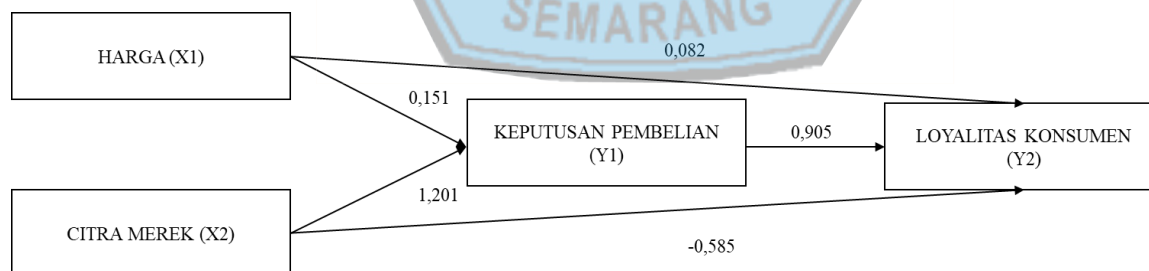 SEMARANG
HARGA (X1)
0,082
0,151
KEPUTUSAN PEMBELIAN
(Y1)
0,905
LOYALITAS KONSUMEN
(Y2)
1,201
CITRA MEREK (X2)
-0,585